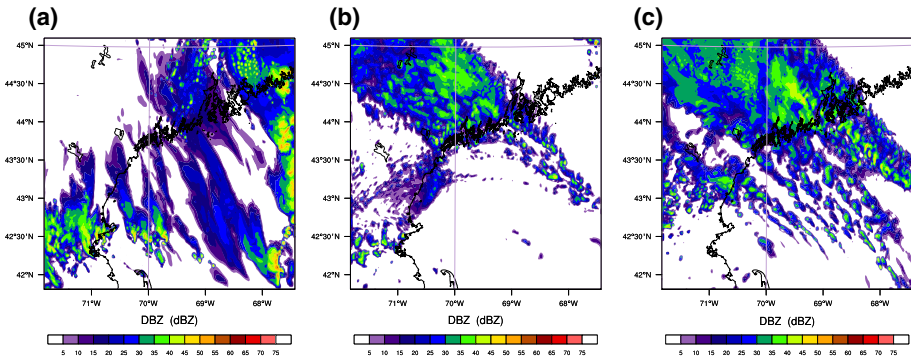 (a) (b) (c)
45°N 45°N 45°N
44°30'N 44°30'N 44°30'N
44°N 44°N 44°N
43°30'N 43°30'N 43°30'N
43°N 43°N 43°N
42°30'N 42°30'N 42°30'N
42°N 42°N 42°N
71°W 70°W 69°W 68°W 71°W 70°W 69°W 68°W 71°W 70°W 69°W 68°W
DBZ (dBZ) DBZ (dBZ) DBZ (dBZ)
5 10 15 20 25 30 35 40 45 50 55 60 65 70 75 5 10 15 20 25 30 35 40 45 50 55 60 65 70 75 5 10 15 20 25 30 35 40 45 50 55 60 65 70 75